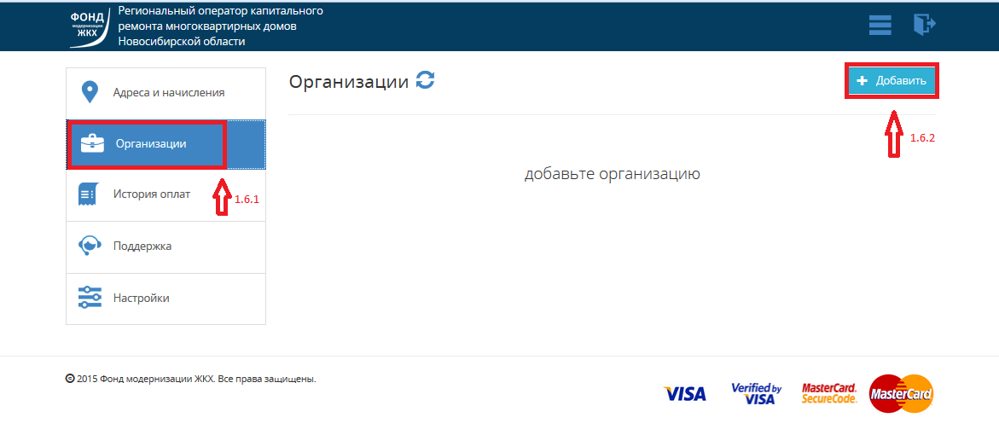 ФОНД
модернизации
ЖКХ
Региональный оператор капитального
ремонта многоквартирных домов
Новосибирской области
Адреса и начисления
Организации
История оплат
Поддержка
Настройки
1.6.1
Организации
+ Добавить
1.6.2
добавьте организацию
© 2015 Фонд модернизации ЖКХ. Все права защищены.
VISA
Verified by
VISA
MasterCard.
SecureCode.
MasterCard